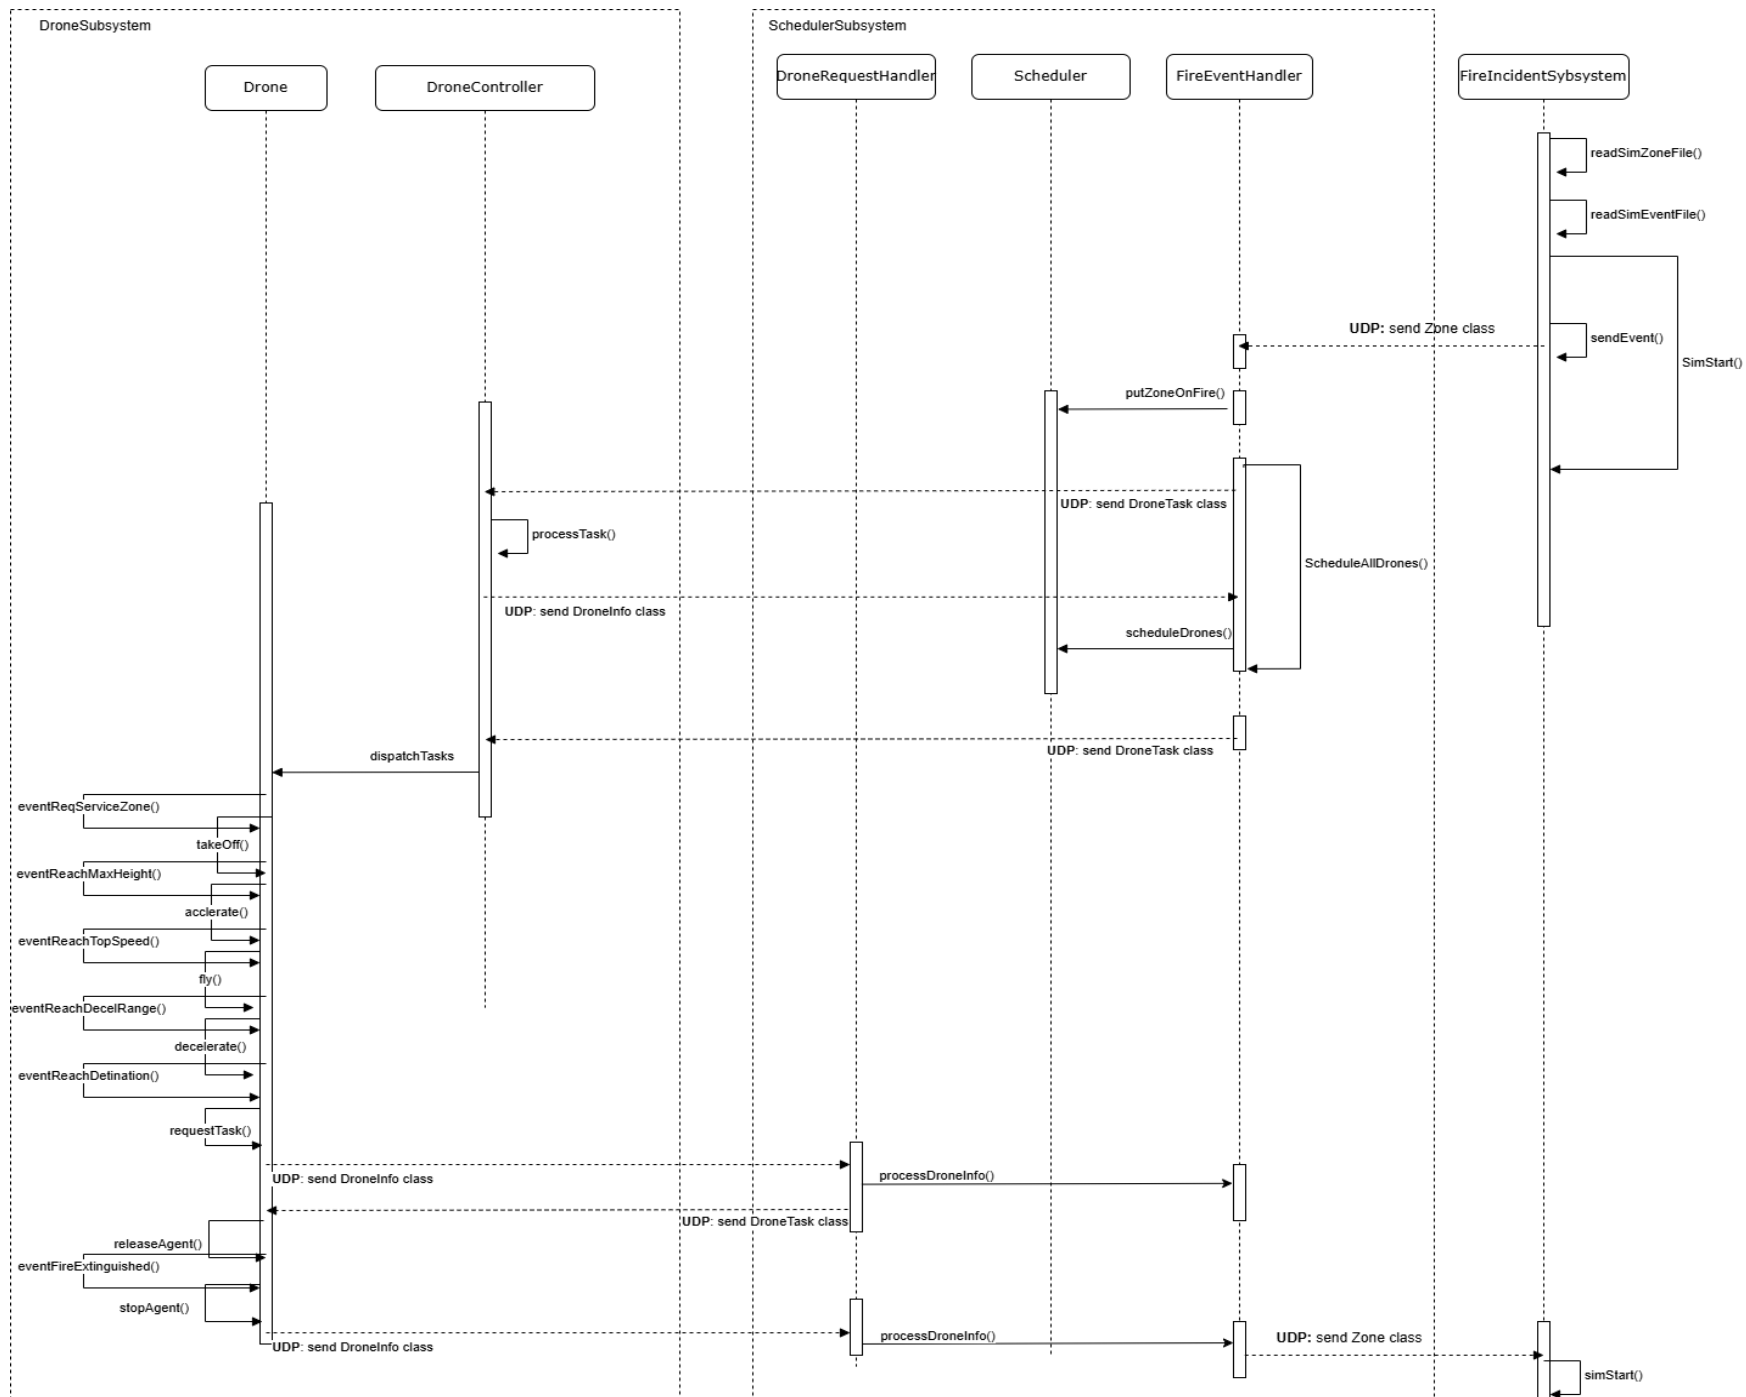 DroneSubsystem
SchedulerSubsystem
Drone
DroneController
DroneRequestHandler
Scheduler
FireEventHandler
FireIncidentSybsystem
readSimZoneFile()
readSimEventFile()
UDP: send Zone class
sendEvent()
SimStart()
putZoneOnFire()
UDP: send DroneTask class
processTask()
ScheduleAllDrones()
UDP: send DroneInfo class
scheduleDrones()
UDP: send DroneTask class
dispatchTasks
eventReqServiceZone()
takeOff()
eventReachMaxHeight()
acclerate()
eventReachTopSpeed()
fly()
eventReachDecelRange()
decelerate()
eventReachDetination()
requestTask()
UDP: send DroneInfo class
processDroneInfo()
UDP: send DroneTask class
releaseAgent()
eventFireExtinguished()
stopAgent()
UDP: send DroneInfo class
processDroneInfo()
UDP: send Zone class
simStart()